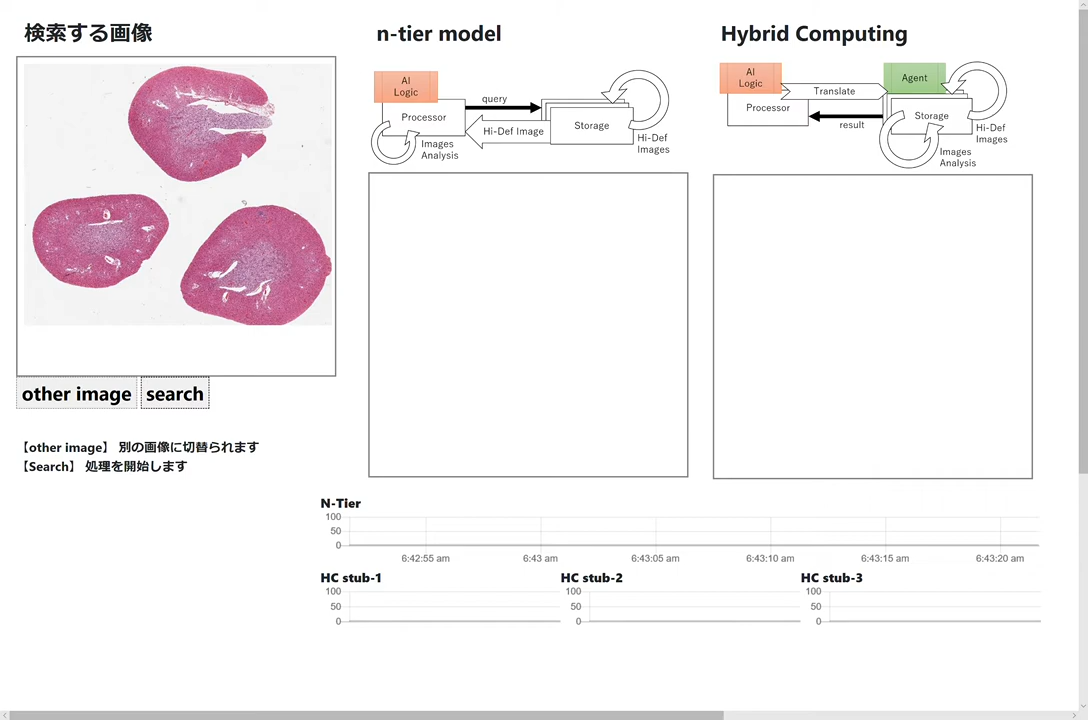 検索する画像
n-tier model
Hybrid Computing
AI
Logic
Processor
query
Hi-Def Image
Storage
Images
Analysis
Hi-Def
Images
AI
Logic
Processor
Translate
result
Agent
Storage
Hi-Def
Images
Images
Analysis
other image
search
【other image】 別の画像に切替られます
【Search】 処理を開始します
N-Tier
100
50
0
6:42:55 am
6:43 am
6:43:05 am
6:43:10 am
6:43:15 am
6:43:20 am
HC stub-1
100
50
0
HC stub-2
100
50
0
HC stub-3
100
50
0